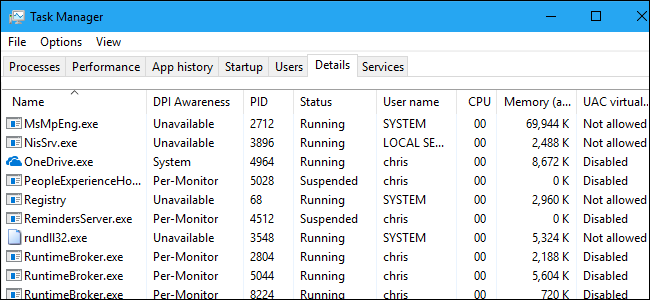 Task Manager
File Options View
Processes Performance App history Startup Users Details Services
Name DPI Awareness PID Status User name CPU Memory (a... UAC virtual...
MsMpEng.exe Unavailable 2712 Running SYSTEM 00 69,944 K Not allowed
NisSrv.exe Unavailable 3896 Running LOCAL SE... 00 2,488 K Not allowed
OneDrive.exe System 4964 Running chris 00 8,672 K Disabled
PeopleExperienceHo... Per-Monitor 5028 Suspended chris 00 0 K Disabled
Registry Unavailable 68 Running SYSTEM 00 2,960 K Not allowed
RemindersServer.exe Per-Monitor 4512 Suspended chris 00 0 K Disabled
rundll32.exe Unavailable 3548 Running SYSTEM 00 5,324 K Not allowed
RuntimeBroker.exe Per-Monitor 2804 Running chris 00 2,188 K Disabled
RuntimeBroker.exe Per-Monitor 5044 Running chris 00 5,604 K Disabled
RuntimeBroker.exe Per-Monitor 8224 Running chris 00 720 K Disabled